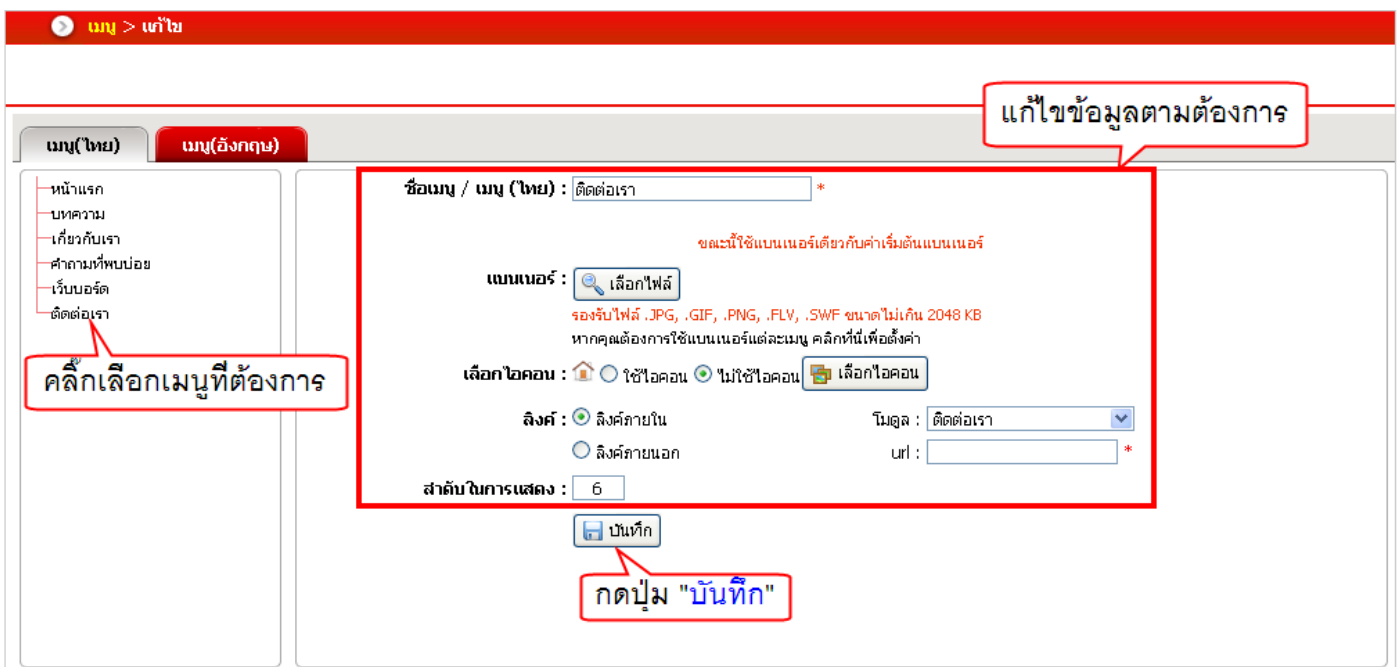 เมนู > แก้ไข
แก้ไขข้อมูลตามต้องการ
เมนู(ไทย) เมนู(อังกฤษ)
หน้าแรก
บทความ
เกี่ยวกับเรา
คำถามที่พบบ่อย
เว็บบอร์ด
ติดต่อเรา
คลิ๊กเลือกเมนูที่ต้องการ
ชื่อเมนู / เมนู (ไทย) : ติดต่อเรา *
ขณะนี้ใช้แบนเนอร์เดียวกับค่าเริ่มต้นแบนเนอร์
แบนเนอร์ : เลือกไฟล์
รองรับไฟล์ .JPG, .GIF, .PNG, .FLV, .SWF ขนาดไม่เกิน 2048 KB
หากคุณต้องการใช้แบนเนอร์แต่ละเมนู คลิกที่นี่เพื่อตั้งค่า
เลือกไอคอน : ใช้ไอคอน ไม่ใช้ไอคอน เลือกไอคอน
ลิงค์ : ลิงค์ภายใน โมดูล : ติดต่อเรา
ลิงค์ภายนอก url : *
ลำดับในการแสดง : 6
บันทึก
กดปุ่ม "บันทึก"